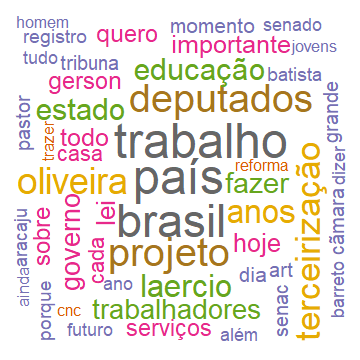 homem
momento senado
registro quero
importante jovens
tudo tribuna
educação
gerson batista
pastor
estado deputados
grande
trazer
todo
casa
trabalho
dizer
reforma
oliveira país fazer
terceirização
aracaju
ainda
sobre
governo
cada
lei
brasil anos
cãmara
barreto
projeto hoje
porque
cnc
ano
laercio dia art
senac
trabalhadores
futuro serviços além